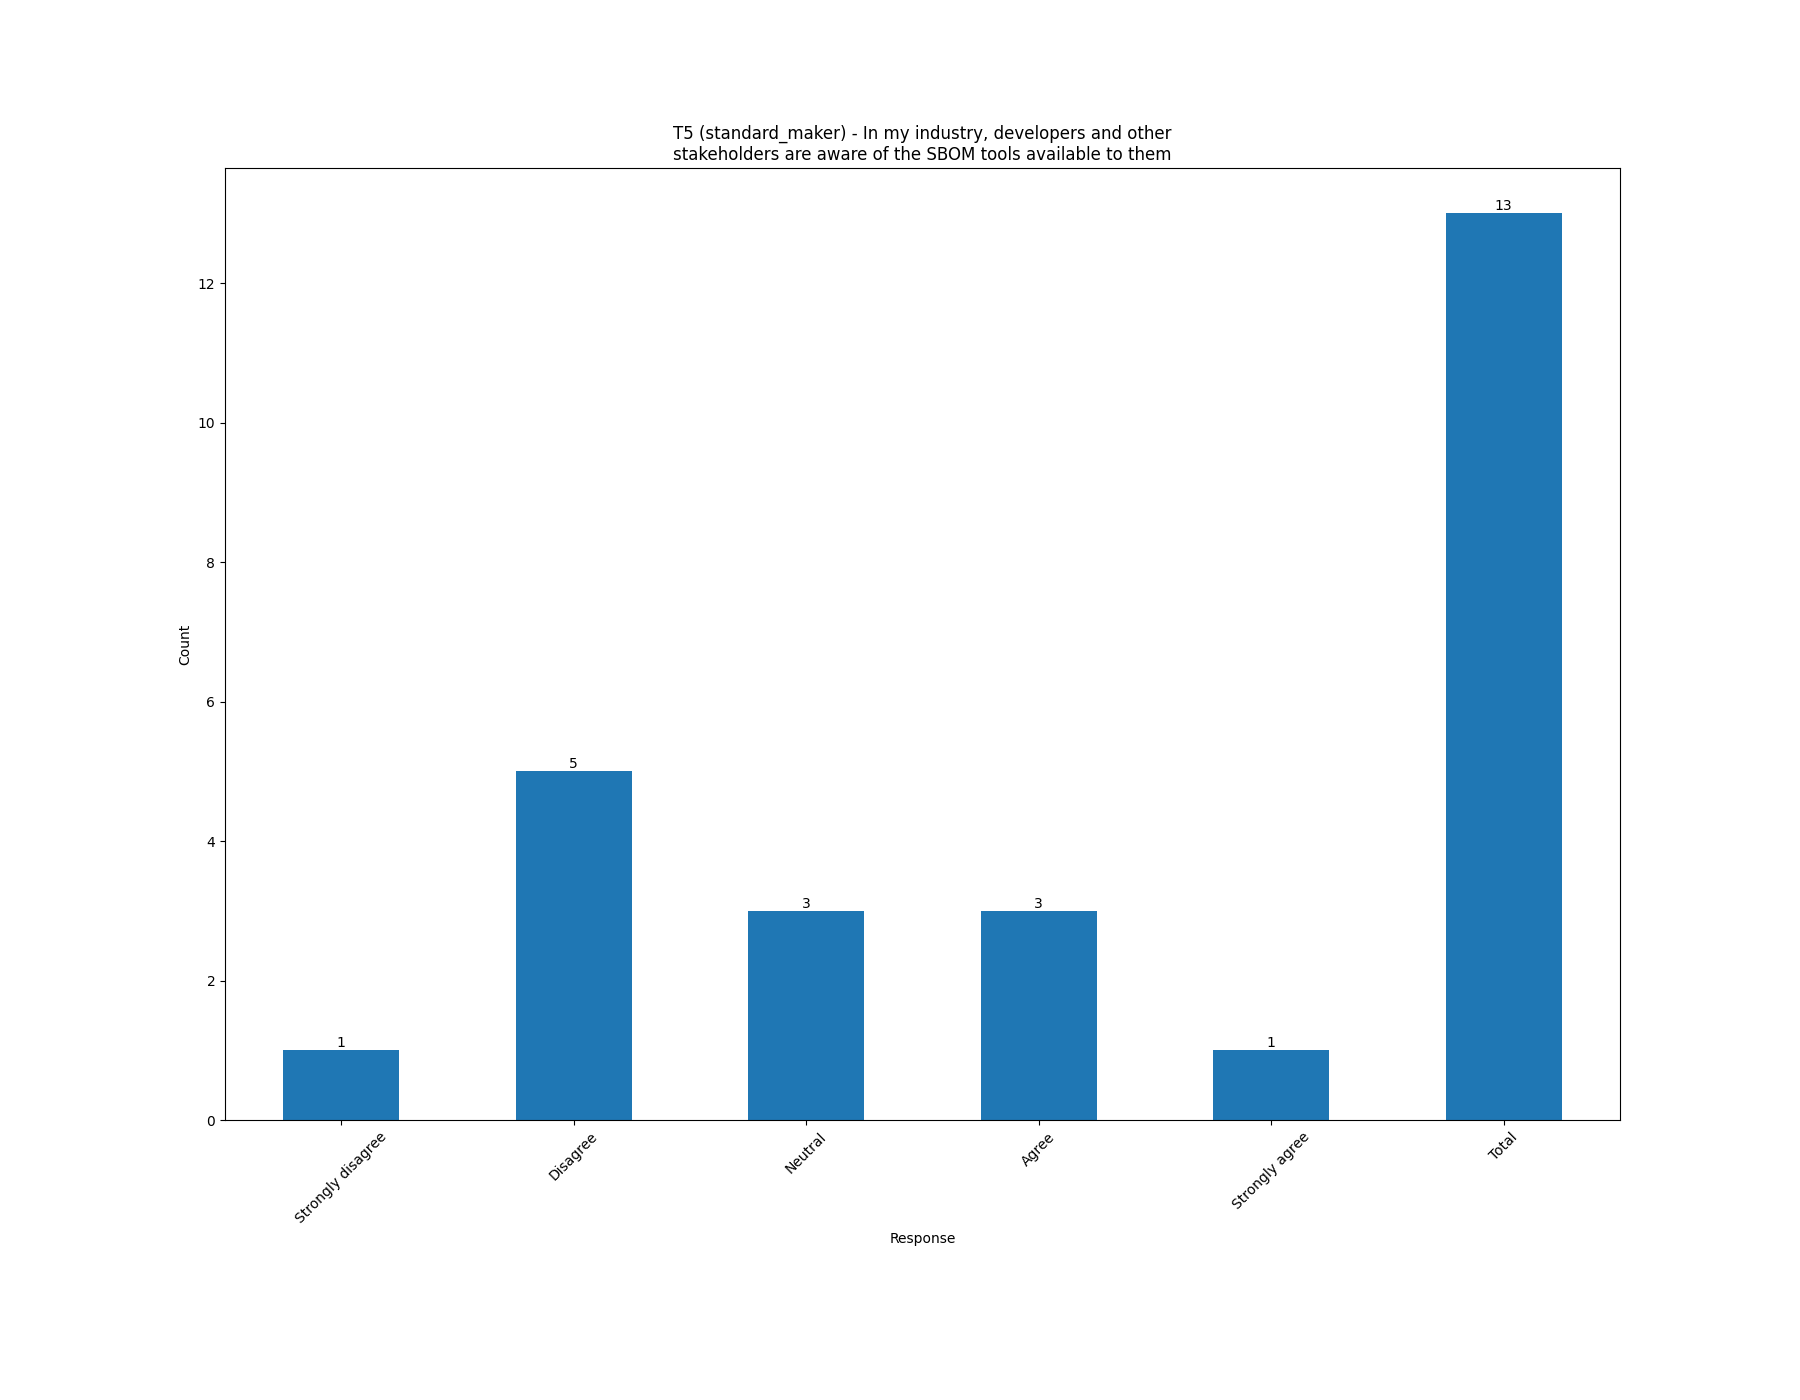 T5 (standard_maker) - In my industry, developers and other
stakeholders are aware of the SBOM tools available to them
13
12
10
8
Count
6
5
4
3
3
2
1
1
0
Strongly disagree
Disagree
Neutral
Agree
Strongly agree
Total
Response